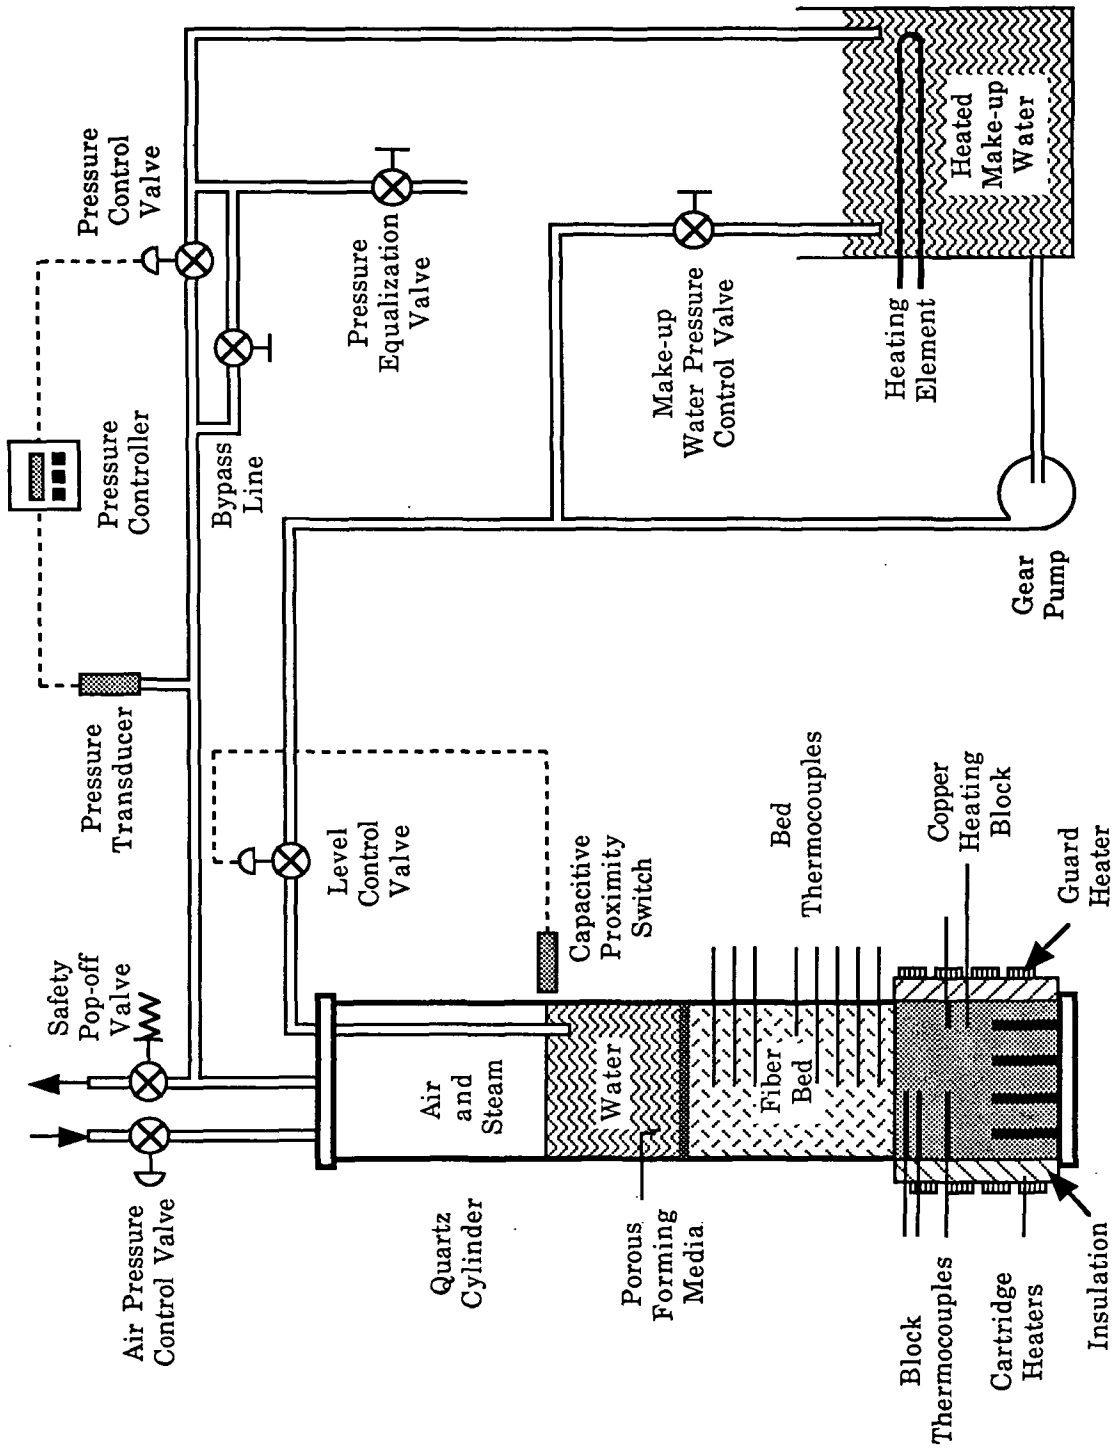 Air Pressure
Control Valve
Safety
Pop-off
Valve
Pressure
Transducer
Pressure
Controller
Pressure
Control
Valve
Bypass
Line
Level
Control
Valve
Pressure
Equalization
Valve
Quartz
Cylinder
Air
and
Steam
Capacitive
Proximity
Switch
Make-up
Water Pressure
Control Valve
Water
Porous
Forming
Media
Fiber
Bed
Bed
Thermocouples
Heating
Element
Heated
Make-up
Water
Gear
Pump
Copper
Heating
Block
Guard
Heater
Block
Thermocouples
Cartridge
Heaters
Insulation